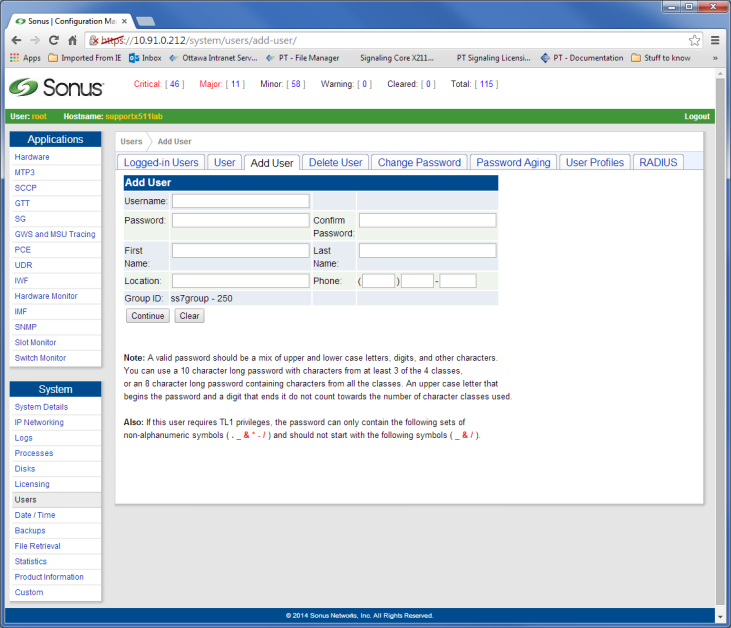 Sonus | Configuration Ma
https://10.91.0.212/system/users/add-user/
Apps Imported From IE Inbox Ottawa Intranet Serv... PT - File Manager Signaling Core X211... PT Signaling Licensi... PT - Documentation Stuff to know »
Sonus
Critical: [ 46 ] Major: [ 11 ] Minor: [ 58 ] Warning: [ 0 ] Cleared: [ 0 ] Total: [ 115 ]
User: root Hostname: supportx511lab Logout
Applications
Hardware
MTP3
SCCP
GTT
SG
GWS and MSU Tracing
PCE
UDR
IWF
Hardware Monitor
IMF
SNMP
Slot Monitor
Switch Monitor
System
System Details
IP Networking
Logs
Processes
Disks
Licensing
Users
Date / Time
Backups
File Retrieval
Statistics
Product Information
Custom
Users Add User
Logged-in Users User Add User Delete User Change Password Password Aging User Profiles RADIUS
Add User
Username:
Password: Confirm
Password:
First Last
Name: Name:
Location: Phone: ( ) -
Group ID: ss7group - 250
Continue Clear
Note: A valid password should be a mix of upper and lower case letters, digits, and other characters.
You can use a 10 character long password with characters from at least 3 of the 4 classes,
or an 8 character long password containing characters from all the classes. An upper case letter that
begins the password and a digit that ends it do not count towards the number of character classes used.
Also: If this user requires TL1 privileges, the password can only contain the following sets of
non-alphanumeric symbols ( . _ & * - / ) and should not start with the following symbols ( _ & / ).
© 2014 Sonus Networks, Inc. All Rights Reserved.